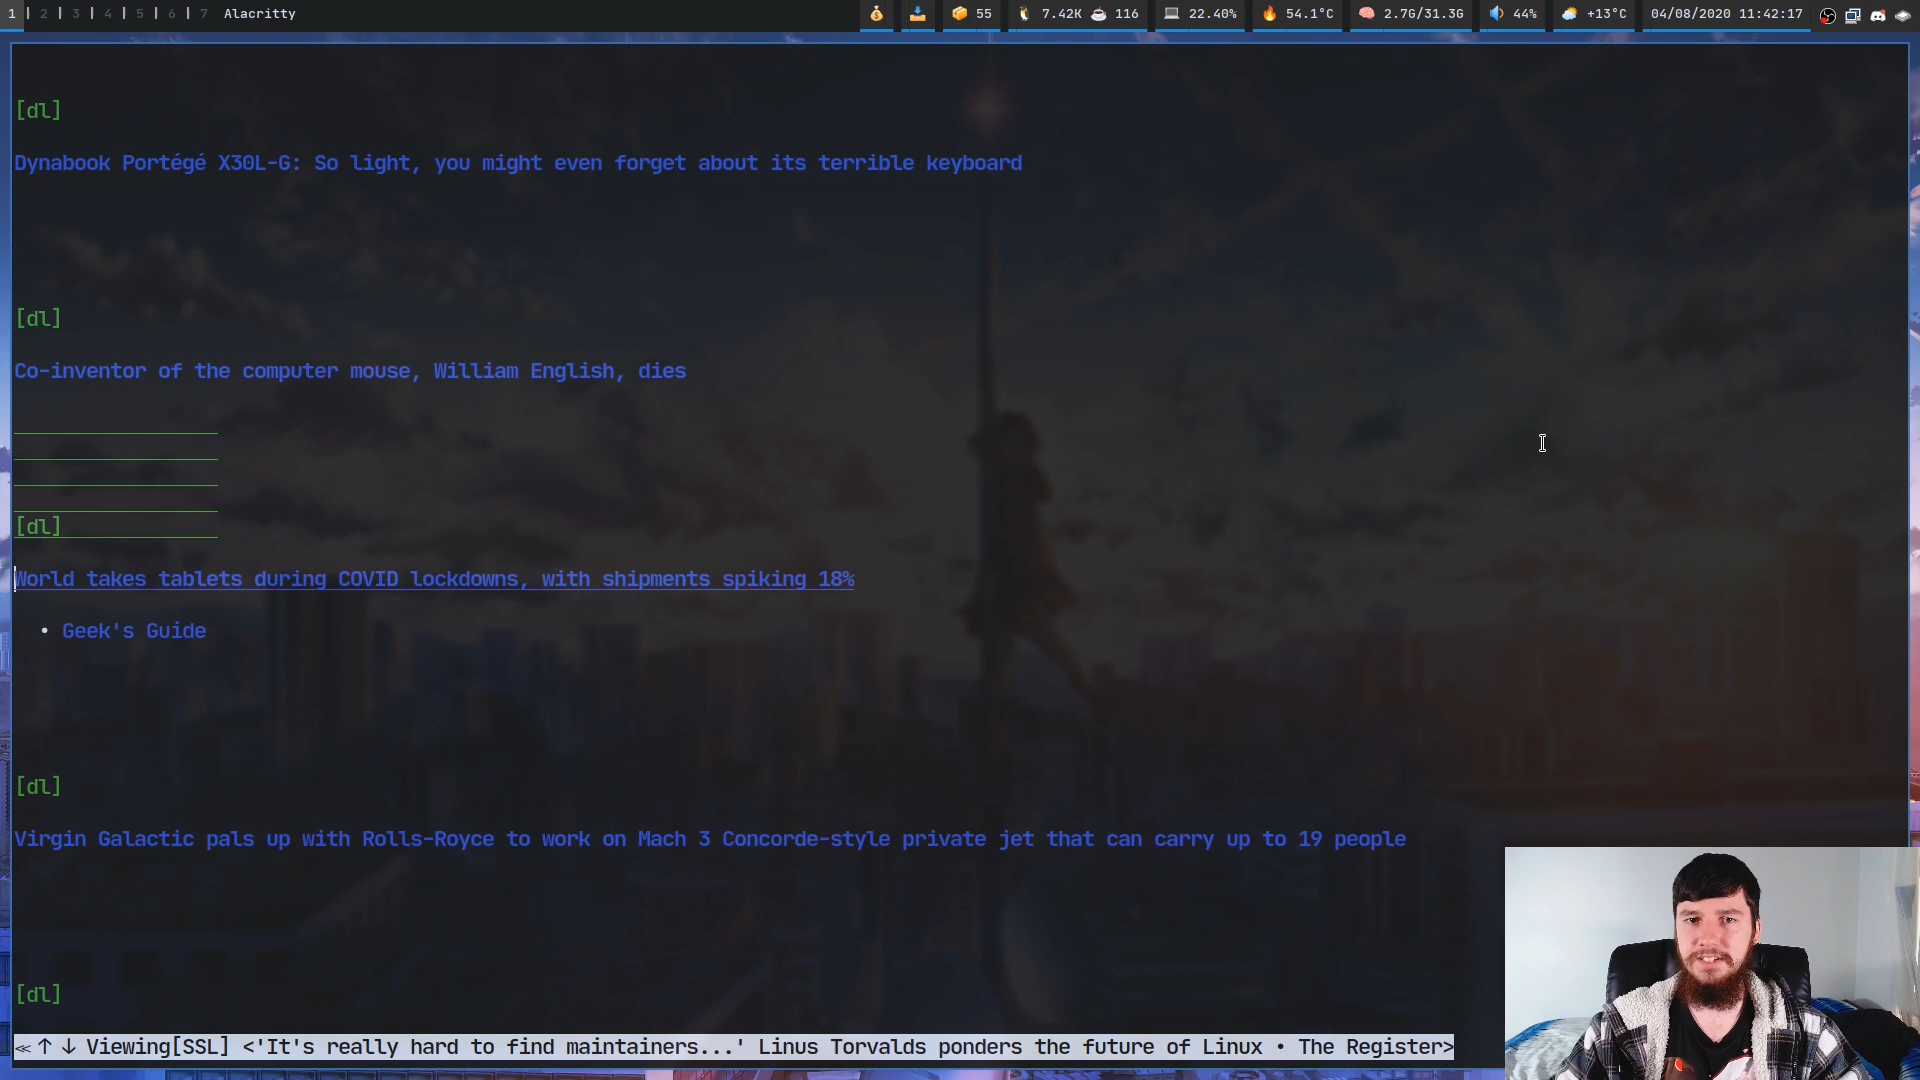 1 | 2 | 3 | 4 | 5 | 6 | 7 Alacritty 55 7.42K 116 22.40% 54.1°C 2.7G/31.3G 44% +13°C 04/08/2020 11:42:17
[dl]
Dynabook Portégé X30L-G: So light, you might even forget about its terrible keyboard
[dl]
Co-inventor of the computer mouse, William English, dies
[dl]
World takes tablets during COVID lockdowns, with shipments spiking 18%
• Geek's Guide
[dl]
Virgin Galactic pals up with Rolls-Royce to work on Mach 3 Concorde-style private jet that can carry up to 19 people
[dl]
≪ ↑ ↓ Viewing[SSL] <'It's really hard to find maintainers...' Linus Torvalds ponders the future of Linux • The Register>